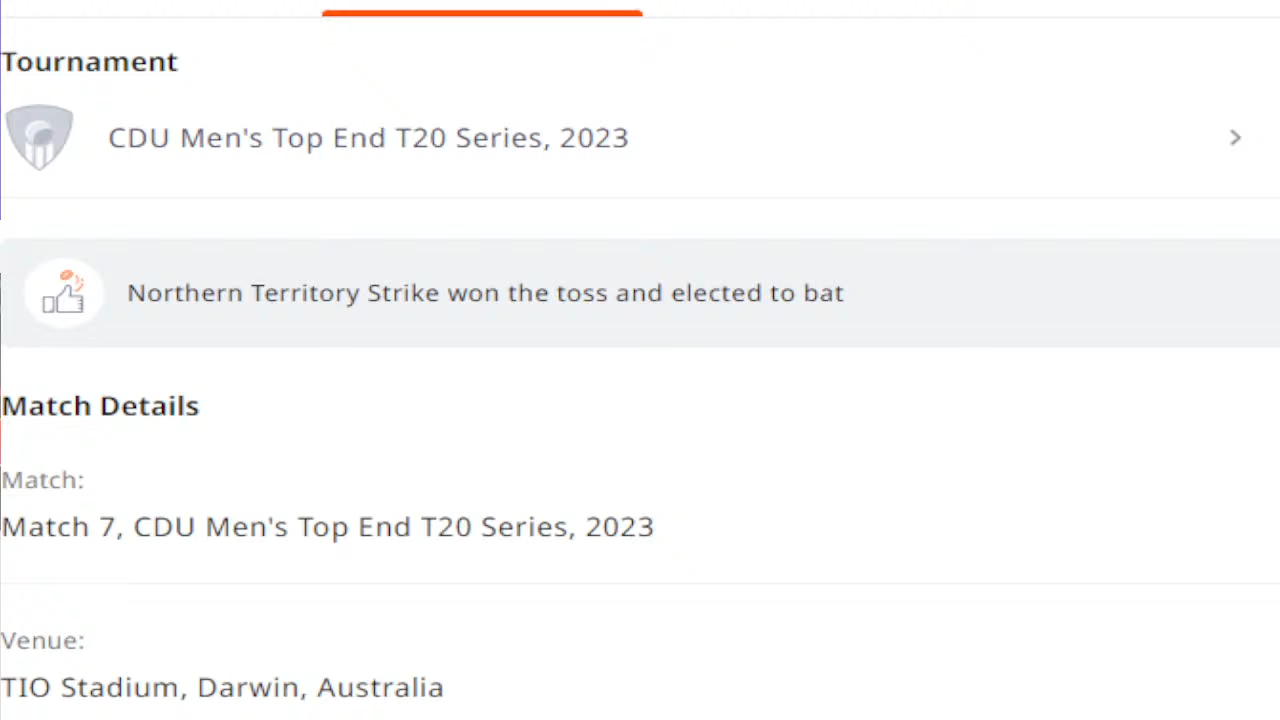 Tournament
CDU Men's Top End T20 Series, 2023
Northern Territory Strike won the toss and elected to bat
Match Details
Match:
Match 7, CDU Men's Top End T20 Series, 2023
Venue:
TIO Stadium, Darwin, Australia